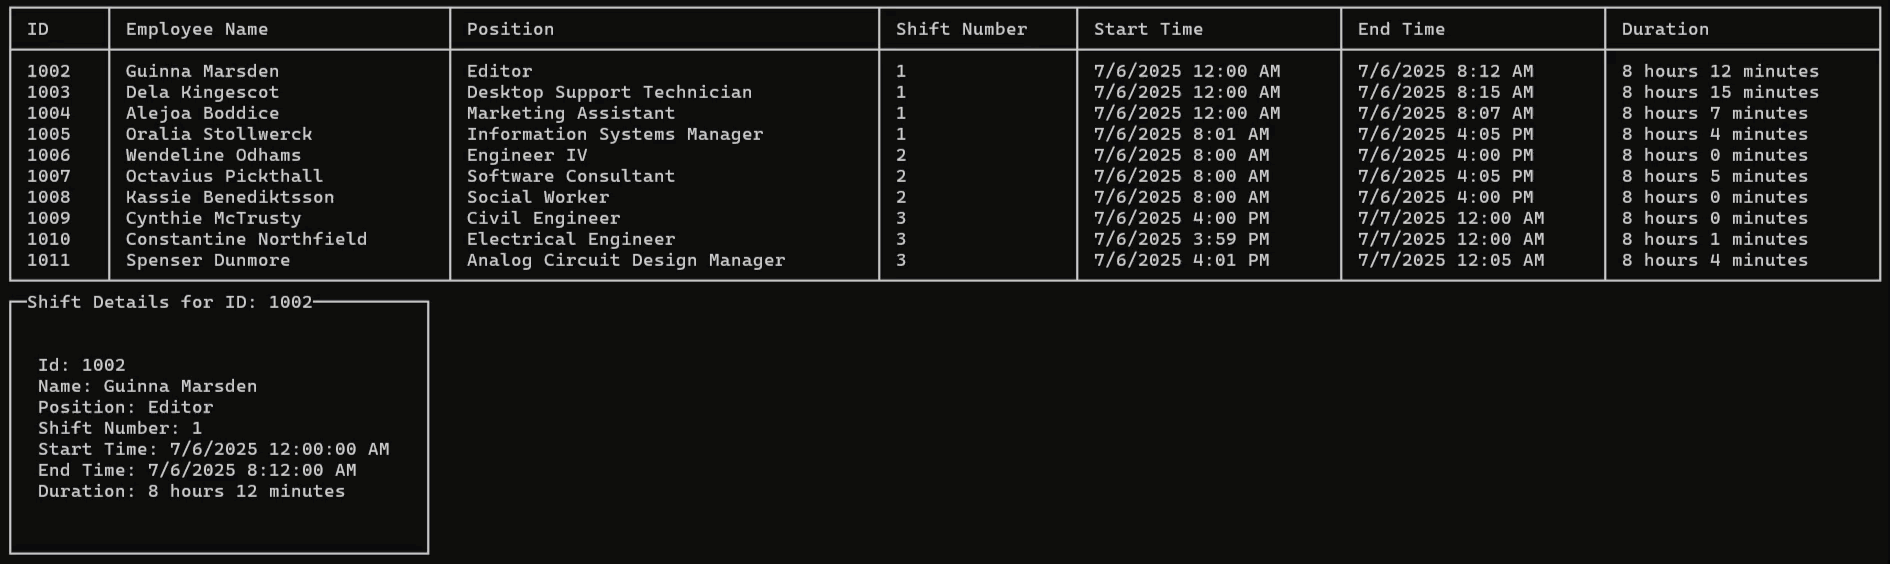 ID Employee Name Position Shift Number Start Time End Time Duration
1002 Guinna Marsden Editor 1 7/6/2025 12:00 AM 7/6/2025 8:12 AM 8 hours 12 minutes
1003 Dela Kingescot Desktop Support Technician 1 7/6/2025 12:00 AM 7/6/2025 8:15 AM 8 hours 15 minutes
1004 Alejoa Boddice Marketing Assistant 1 7/6/2025 12:00 AM 7/6/2025 8:07 AM 8 hours 7 minutes
1005 Oralia Stollwerck Information Systems Manager 1 7/6/2025 8:01 AM 7/6/2025 4:05 PM 8 hours 4 minutes
1006 Wendeline Odhams Engineer IV 2 7/6/2025 8:00 AM 7/6/2025 4:00 PM 8 hours 0 minutes
1007 Octavius Pickthall Software Consultant 2 7/6/2025 8:00 AM 7/6/2025 4:05 PM 8 hours 5 minutes
1008 Kassie Benediktsson Social Worker 2 7/6/2025 8:00 AM 7/6/2025 4:00 PM 8 hours 0 minutes
1009 Cynthie McTrusty Civil Engineer 3 7/6/2025 4:00 PM 7/7/2025 12:00 AM 8 hours 0 minutes
1010 Constantine Northfield Electrical Engineer 3 7/6/2025 3:59 PM 7/7/2025 12:00 AM 8 hours 1 minutes
1011 Spenser Dunmore Analog Circuit Design Manager 3 7/6/2025 4:01 PM 7/7/2025 12:05 AM 8 hours 4 minutes
Shift Details for ID: 1002
Id: 1002
Name: Guinna Marsden
Position: Editor
Shift Number: 1
Start Time: 7/6/2025 12:00:00 AM
End Time: 7/6/2025 8:12:00 AM
Duration: 8 hours 12 minutes